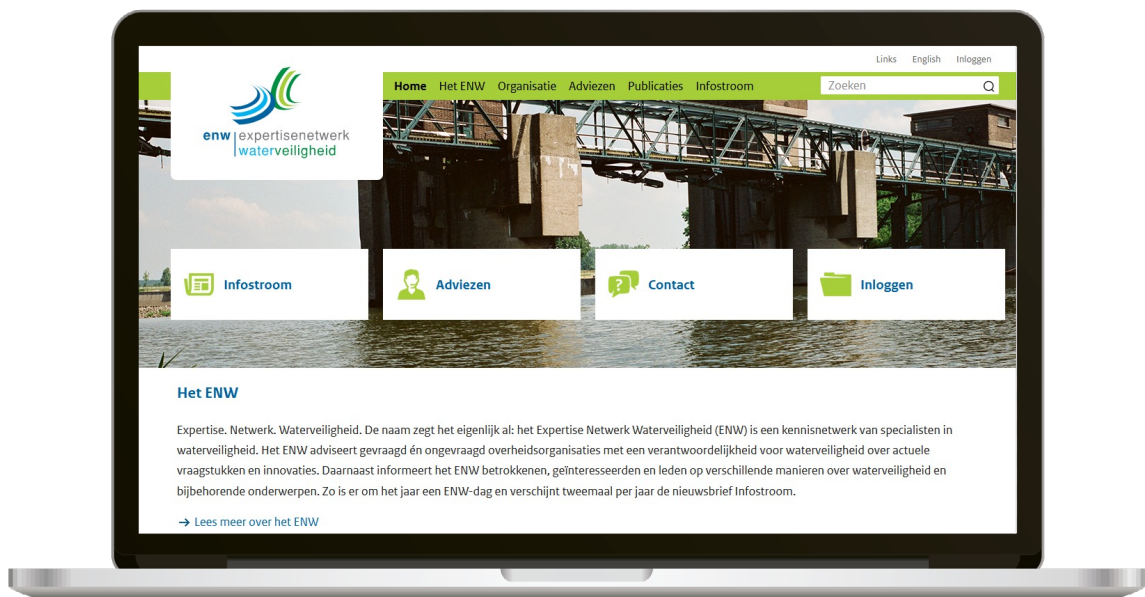 Links English Inloggen
Home Het ENW Organisatie Adviezen Publicaties Infostroom Zoeken
enw expertisenetwerk
waterveiligheid
Infostroom Adviezen Contact Inloggen
Het ENW
Expertise. Netwerk. Waterveiligheid. De naam zegt het eigenlijk al: het Expertise Netwerk Waterveiligheid (ENW) is een kennisnetwerk van specialisten in
waterveiligheid. Het ENW adviseert gevraagd én ongevraagd overheidsorganisaties met een verantwoordelijkheid voor waterveiligheid over actuele
vraagstukken en innovaties. Daarnaast informeert het ENW betrokkenen, geïnteresseerden en leden op verschillende manieren over waterveiligheid en
bijbehorende onderwerpen. Zo is er om het jaar een ENW-dag en verschijnt tweemaal per jaar de nieuwsbrief Infostroom.
→ Lees meer over het ENW